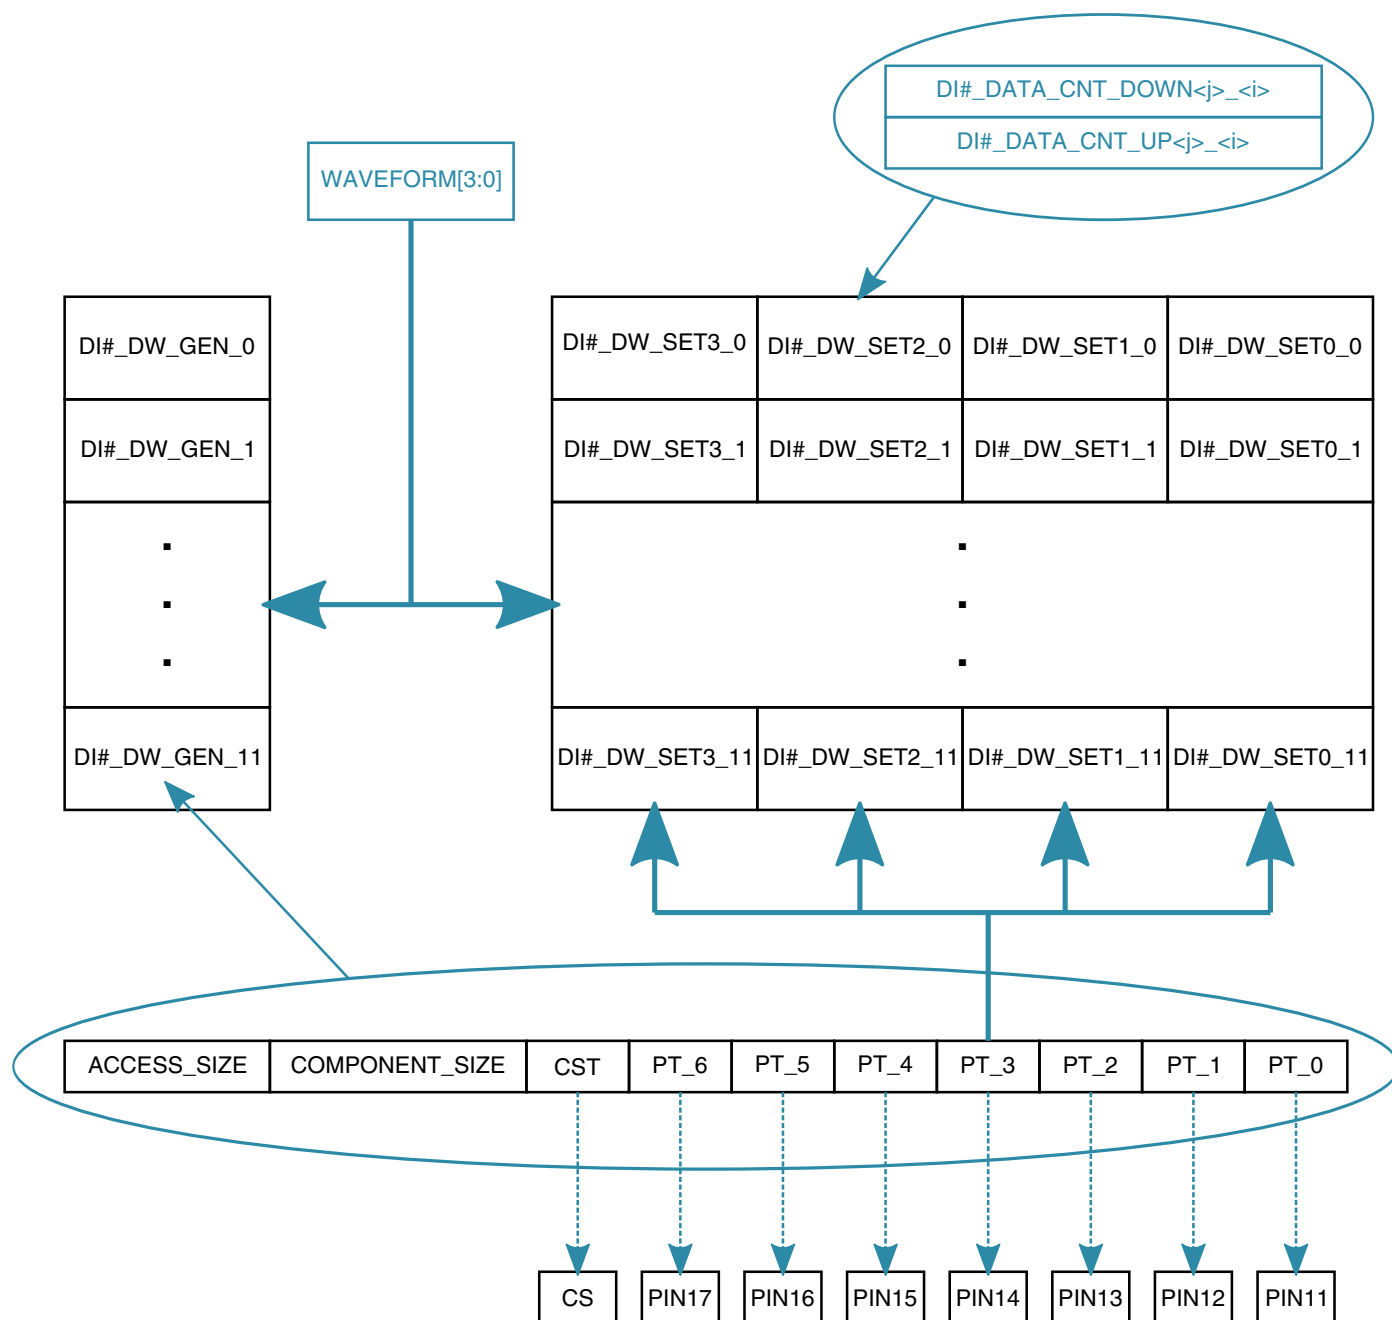 DI#_DATA_CNT_DOWN<j>_<i>
DI#_DATA_CNT_UP<j>_<i>
WAVEFORM[3:0]
DI#_DW_GEN_0
DI#_DW_SET3_0 DI#_DW_SET2_0 DI#_DW_SET1_0 DI#_DW_SET0_0
DI#_DW_GEN_1
DI#_DW_SET3_1 DI#_DW_SET2_1 DI#_DW_SET1_1 DI#_DW_SET0_1
DI#_DW_GEN_11
DI#_DW_SET3_11 DI#_DW_SET2_11 DI#_DW_SET1_11 DI#_DW_SET0_11
ACCESS_SIZE COMPONENT_SIZE CST PT_6 PT_5 PT_4 PT_3 PT_2 PT_1 PT_0
CS PIN17 PIN16 PIN15 PIN14 PIN13 PIN12 PIN11